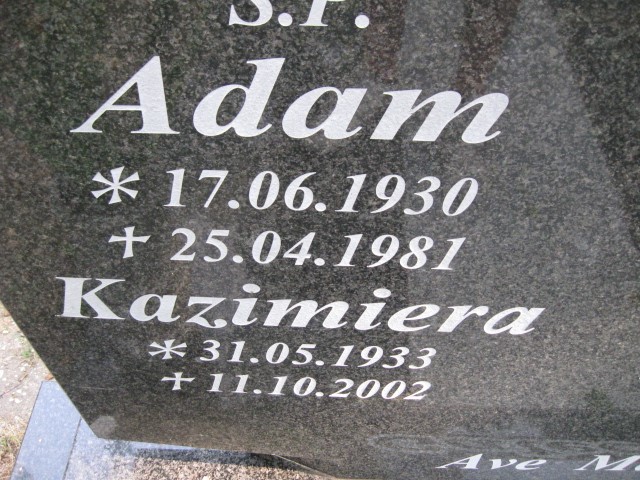 Ś.P.
Adam
* 17.06.1930
+ 25.04.1981
Kazimiera
* 31.05.1933
+ 11.10.2002
Ave